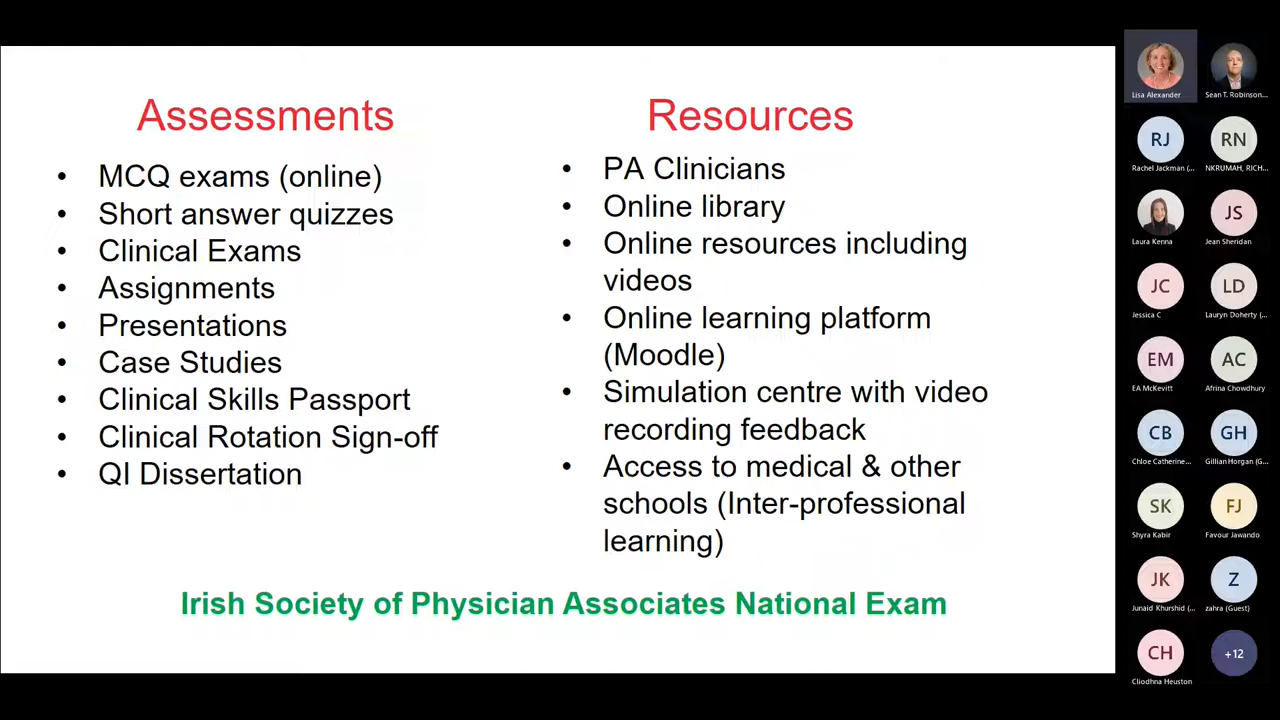 Assessments
• MCQ exams (online)
• Short answer quizzes
• Clinical Exams
• Assignments
• Presentations
• Case Studies
• Clinical Skills Passport
• Clinical Rotation Sign-off
• QI Dissertation
Resources
• PA Clinicians
• Online library
• Online resources including
videos
• Online learning platform
(Moodle)
• Simulation centre with video
recording feedback
• Access to medical & other
schools (Inter-professional
learning)
Irish Society of Physician Associates National Exam
Lisa Alexander
Sean T. Robinson...
RJ
Rachel Jackman (...
RN
NKRUMAH, RICH...
Laura Kenna
JS
Jean Sheridan
JC
Jessica C
LD
Lauryn Doherty (...
EM
EA McKevitt
AC
Afrina Chowdhury
CB
Chloe Catherine...
GH
Gillian Horgan (G...
SK
Shyra Kabir
FJ
Favour Jawando
JK
Junaid Khurshid (...
Z
zahra (Guest)
CH
Cliodhna Heuston
+12